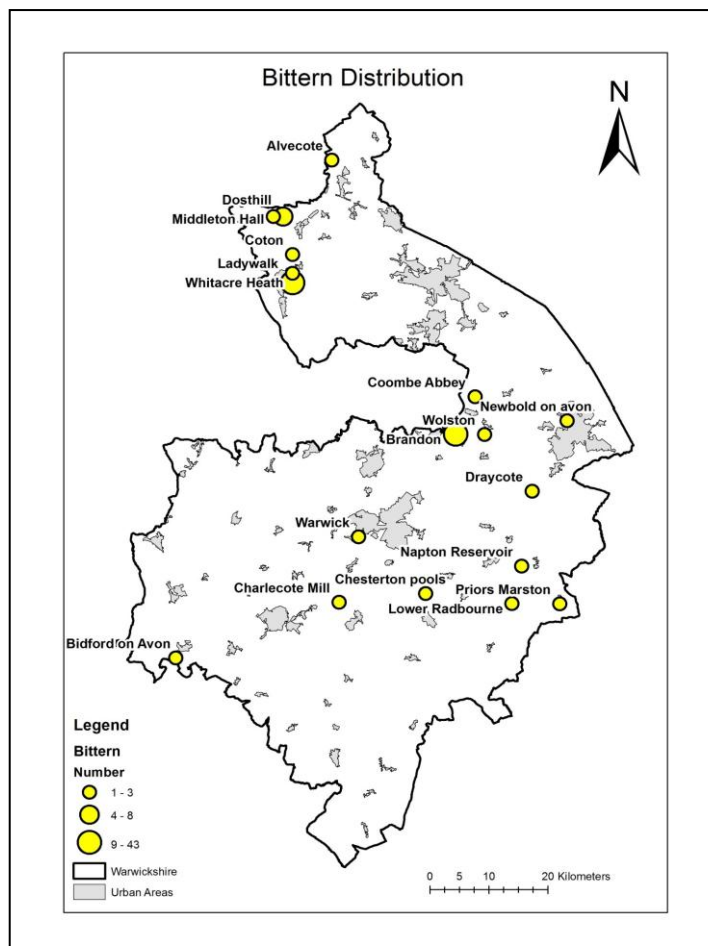 Bittern Distribution
N
Alvecote
Dosthill
Middleton Hall
Coton
Ladywalk
Whitacre Heath
Coombe Abbey
Newbold on avon
Wolston
Brandon
Draycote
Warwick
Napton Reservoir
Chesterton pools
Priors Marston
Charlecote Mill
Lower Radbourne
Bidford on Avon
Legend
Bittern
Number
1 - 3
4 - 8
9 - 43
Warwickshire
Urban Areas
0 5 10 20 Kilometers